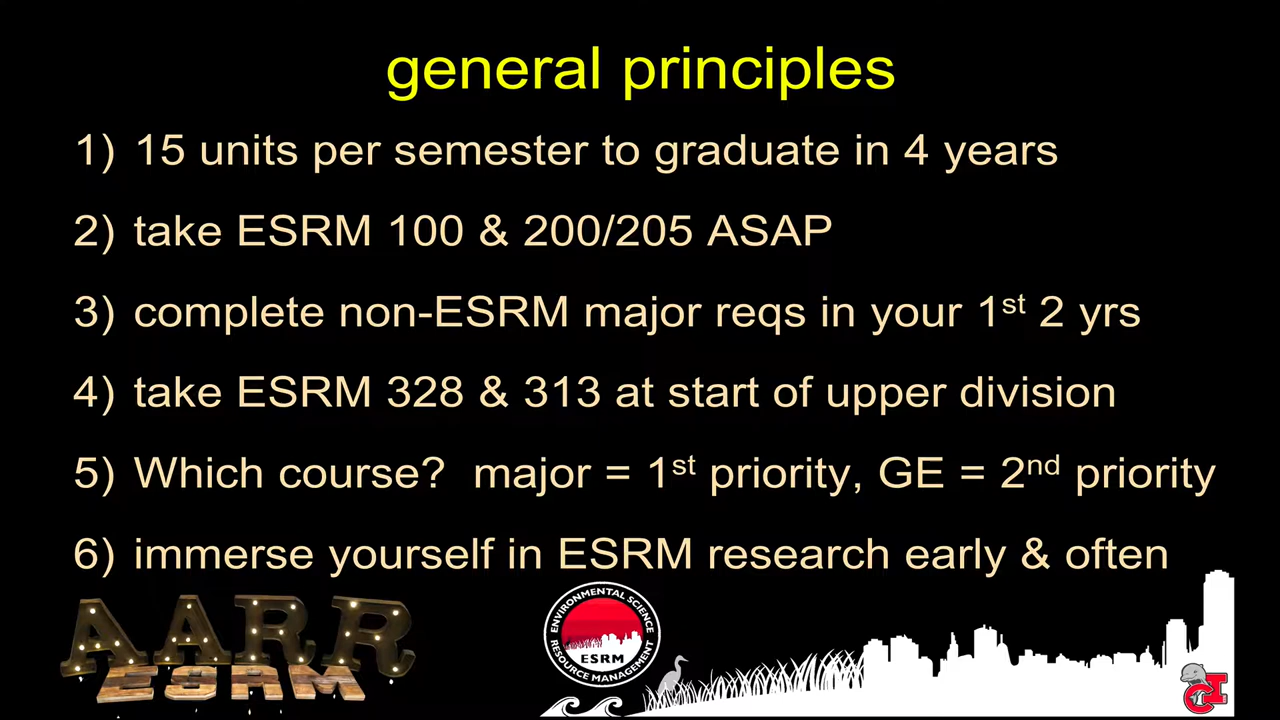 general principles
1) 15 units per semester to graduate in 4 years
2) take ESRM 100 & 200/205 ASAP
3) complete non-ESRM major reqs in your 1st 2 yrs
4) take ESRM 328 & 313 at start of upper division
5) Which course? major = 1st priority, GE = 2nd priority
6) immerse yourself in ESRM research early & often
AARR
ESRM
ENVIRONMENTAL SCIENCE
ESRM
RESOURCE MANAGEMENT
CI